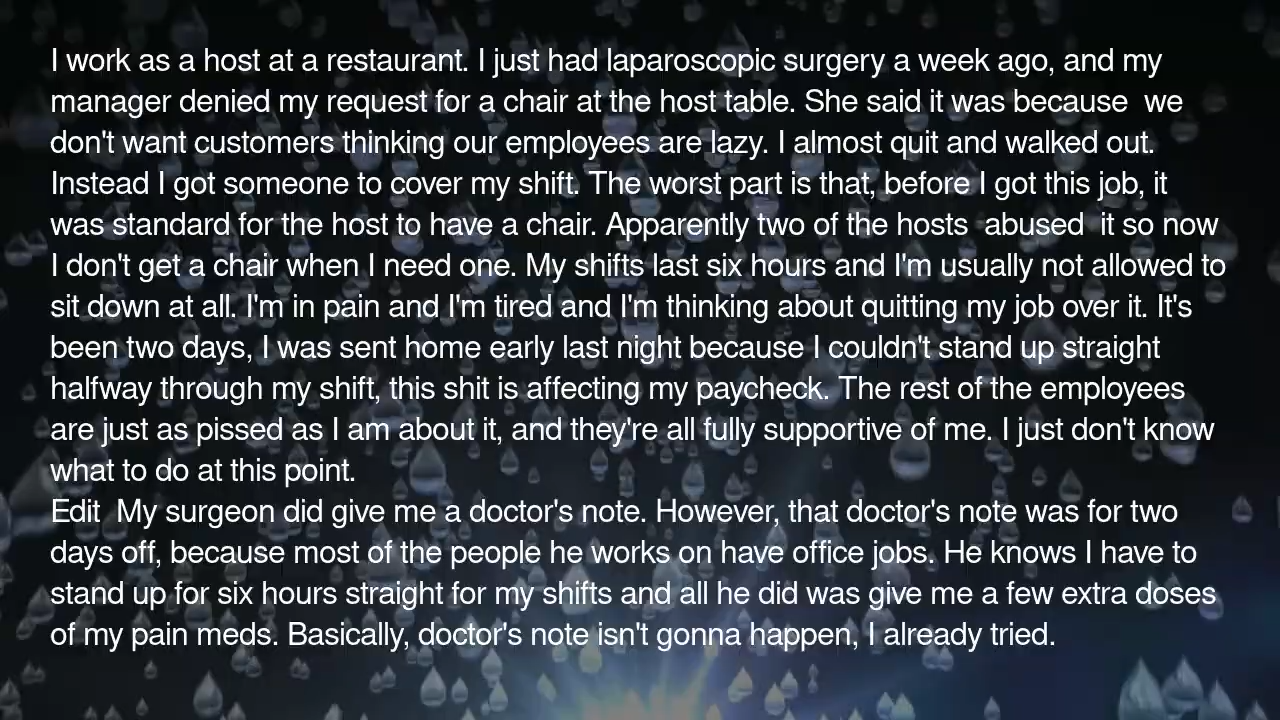 I work as a host at a restaurant. I just had laparoscopic surgery a week ago, and my
manager denied my request for a chair at the host table. She said it was because  we
don't want customers thinking our employees are lazy. I almost quit and walked out.
Instead I got someone to cover my shift. The worst part is that, before I got this job, it
was standard for the host to have a chair. Apparently two of the hosts  abused  it so now
I don't get a chair when I need one. My shifts last six hours and I'm usually not allowed to
sit down at all. I'm in pain and I'm tired and I'm thinking about quitting my job over it. It's
been two days, I was sent home early last night because I couldn't stand up straight
halfway through my shift, this shit is affecting my paycheck. The rest of the employees
are just as pissed as I am about it, and they're all fully supportive of me. I just don't know
what to do at this point.
Edit  My surgeon did give me a doctor's note. However, that doctor's note was for two
days off, because most of the people he works on have office jobs. He knows I have to
stand up for six hours straight for my shifts and all he did was give me a few extra doses
of my pain meds. Basically, doctor's note isn't gonna happen, I already tried.